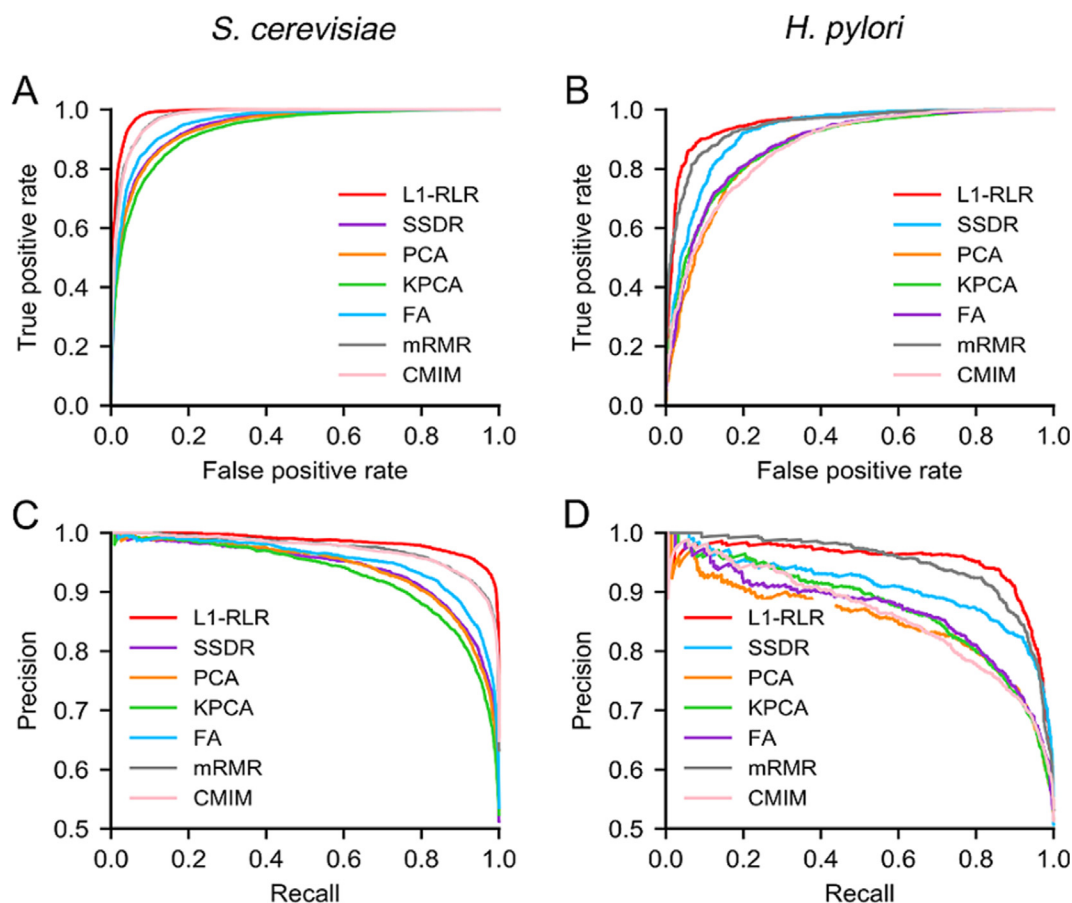 S. cerevisiae
H. pylori
A
True positive rate
1.0
0.8
0.6
0.4
0.2
0.0
L1-RLR
SSDR
PCA
KPCA
FA
mRMR
CMIM
0.0 0.2 0.4 0.6 0.8 1.0
False positive rate
B
True positive rate
1.0
0.8
0.6
0.4
0.2
0.0
L1-RLR
SSDR
PCA
KPCA
FA
mRMR
CMIM
0.0 0.2 0.4 0.6 0.8 1.0
False positive rate
C
Precision
1.0
0.9
0.8
0.7
0.6
0.5
L1-RLR
SSDR
PCA
KPCA
FA
mRMR
CMIM
0.0 0.2 0.4 0.6 0.8 1.0
Recall
D
Precision
1.0
0.9
0.8
0.7
0.6
0.5
L1-RLR
SSDR
PCA
KPCA
FA
mRMR
CMIM
0.0 0.2 0.4 0.6 0.8 1.0
Recall